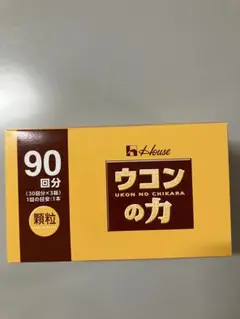 House
90
回分
(30回分×3箱)
1回の目安:1本
顆粒
ウコン
UKON NO CHIKARA
の力